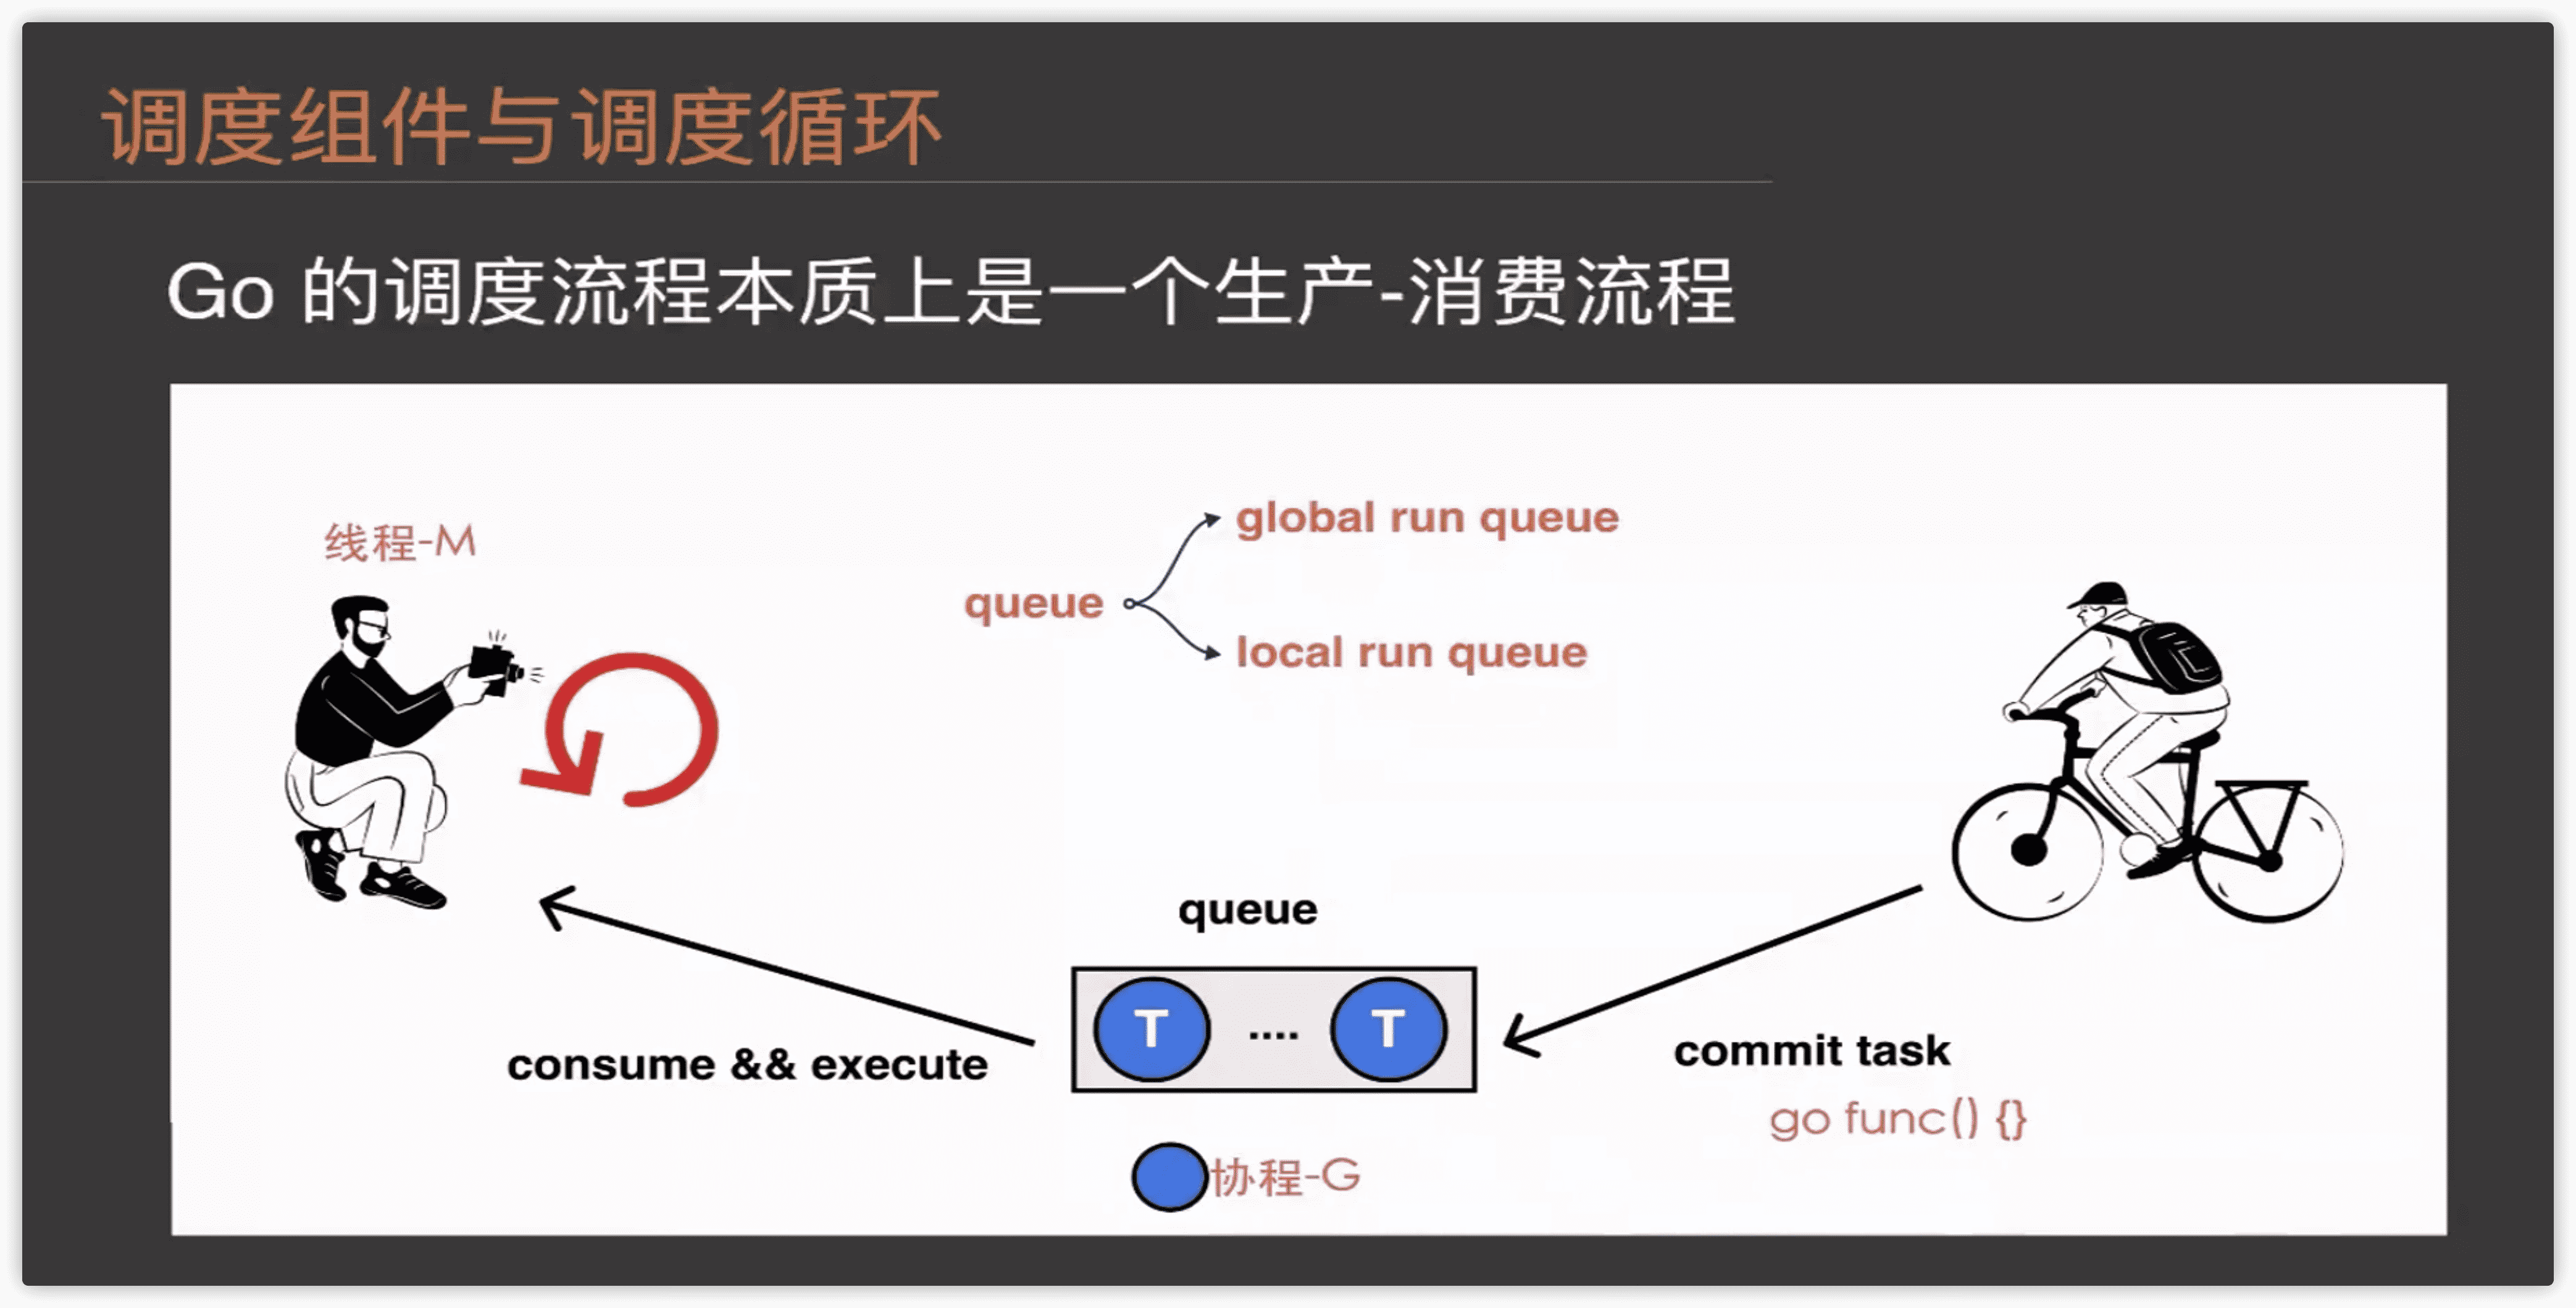 调度组件与调度循环
Go 的调度流程本质上是一个生产-消费流程
线程-M
global run queue
queue
local run queue
queue
T .... T
consume && execute
commit task
go func() {}
协程-G